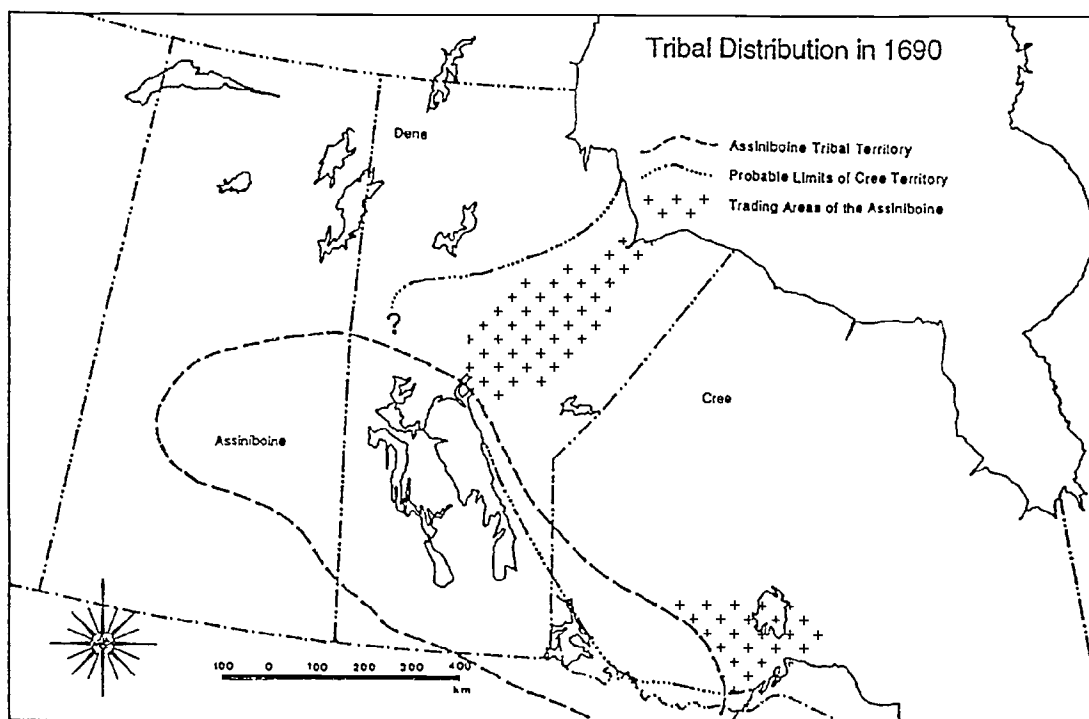 Tribal Distribution in 1690
Assiniboine Tribal Territory
Probable Limits of Cree Territory
Trading Areas of the Assiniboine
Dene
?
Cree
Assiniboine
100 0 100 200 300 400
km